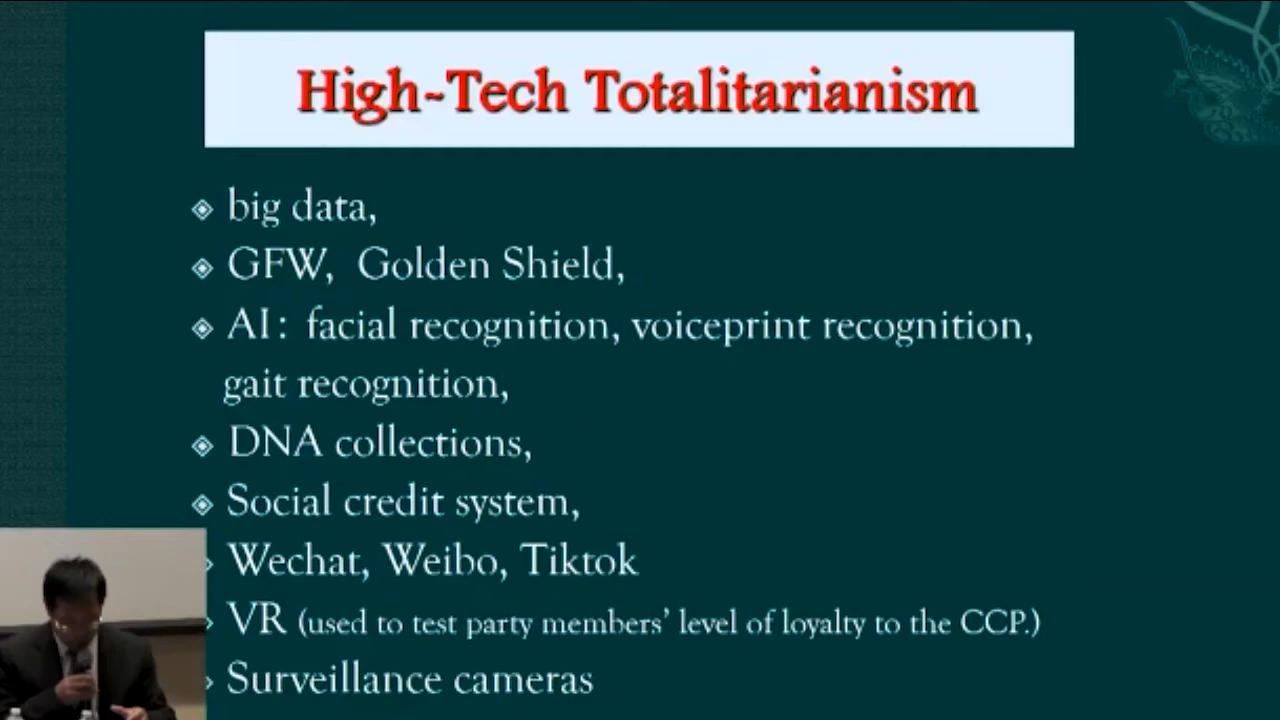 High-Tech Totalitarianism
big data,
GFW, Golden Shield,
AI: facial recognition, voiceprint recognition,
gait recognition,
DNA collections,
Social credit system,
Wechat, Weibo, Tiktok
VR (used to test party members' level of loyalty to the CCP.)
Surveillance cameras